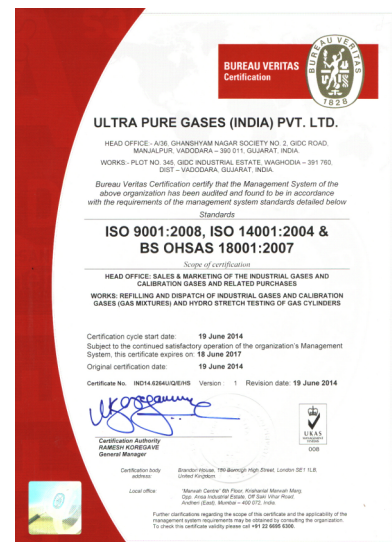 BUREAU VERITAS
Certification
BUREAU VERITAS
1828
ULTRA PURE GASES (INDIA) PVT. LTD.
HEAD OFFICE:- A/36, GHANSHYAM NAGAR SOCIETY NO. 2, GIDC ROAD,
MANJALPUR, VADODARA – 390 011, GUJARAT, INDIA.
WORKS:- PLOT NO. 345, GIDC INDUSTRIAL ESTATE, WAGHODIA – 391 760,
DIST – VADODARA, GUJARAT, INDIA.
Bureau Veritas Certification certify that the Management System of the
above organization has been audited and found to be in accordance
with the requirements of the management system standards detailed below
Standards
ISO 9001:2008, ISO 14001:2004 &
BS OHSAS 18001:2007
Scope of certification
HEAD OFFICE: SALES & MARKETING OF THE INDUSTRIAL GASES AND
CALIBRATION GASES AND RELATED PURCHASES
WORKS: REFILLING AND DISPATCH OF INDUSTRIAL GASES AND CALIBRATION
GASES (GAS MIXTURES) AND HYDRO STRETCH TESTING OF GAS CYLINDERS
Certification cycle start date: 19 June 2014
Subject to the continued satisfactory operation of the organization's Management
System, this certificate expires on: 18 June 2017
Original certification date: 19 June 2014
Certificate No. IND14.6264U/Q/E/HS Version : 1 Revision date: 19 June 2014
Certification Authority
RAMESH KOREGAVE
General Manager
UKAS
MANAGEMENT
SYSTEMS
008
Certification body
address:
Brandon House, 180 Borough High Street, London SE1 1LB,
United Kingdom.
Local office:
"Marwah Centre" 6th Floor, Krishanlal Marwah Marg,
Opp. Ansa Industrial Estate, Off Saki Vihar Road,
Andheri (East), Mumbai – 400 072, India.
Further clarifications regarding the scope of this certificate and the applicability of the
management system requirements may be obtained by consulting the organization.
To check this certificate validity please call +91 22 6695 6300.